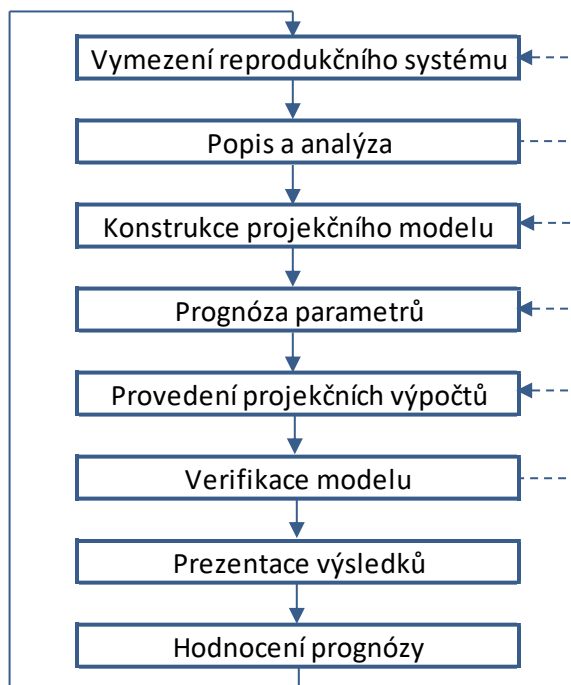 Vymezení reprodukčního systému
Popis a analýza
Konstrukce projekčního modelu
Prognóza parametrů
Provedení projekčních výpočtů
Verifikace modelu
Prezentace výsledků
Hodnocení prognózy